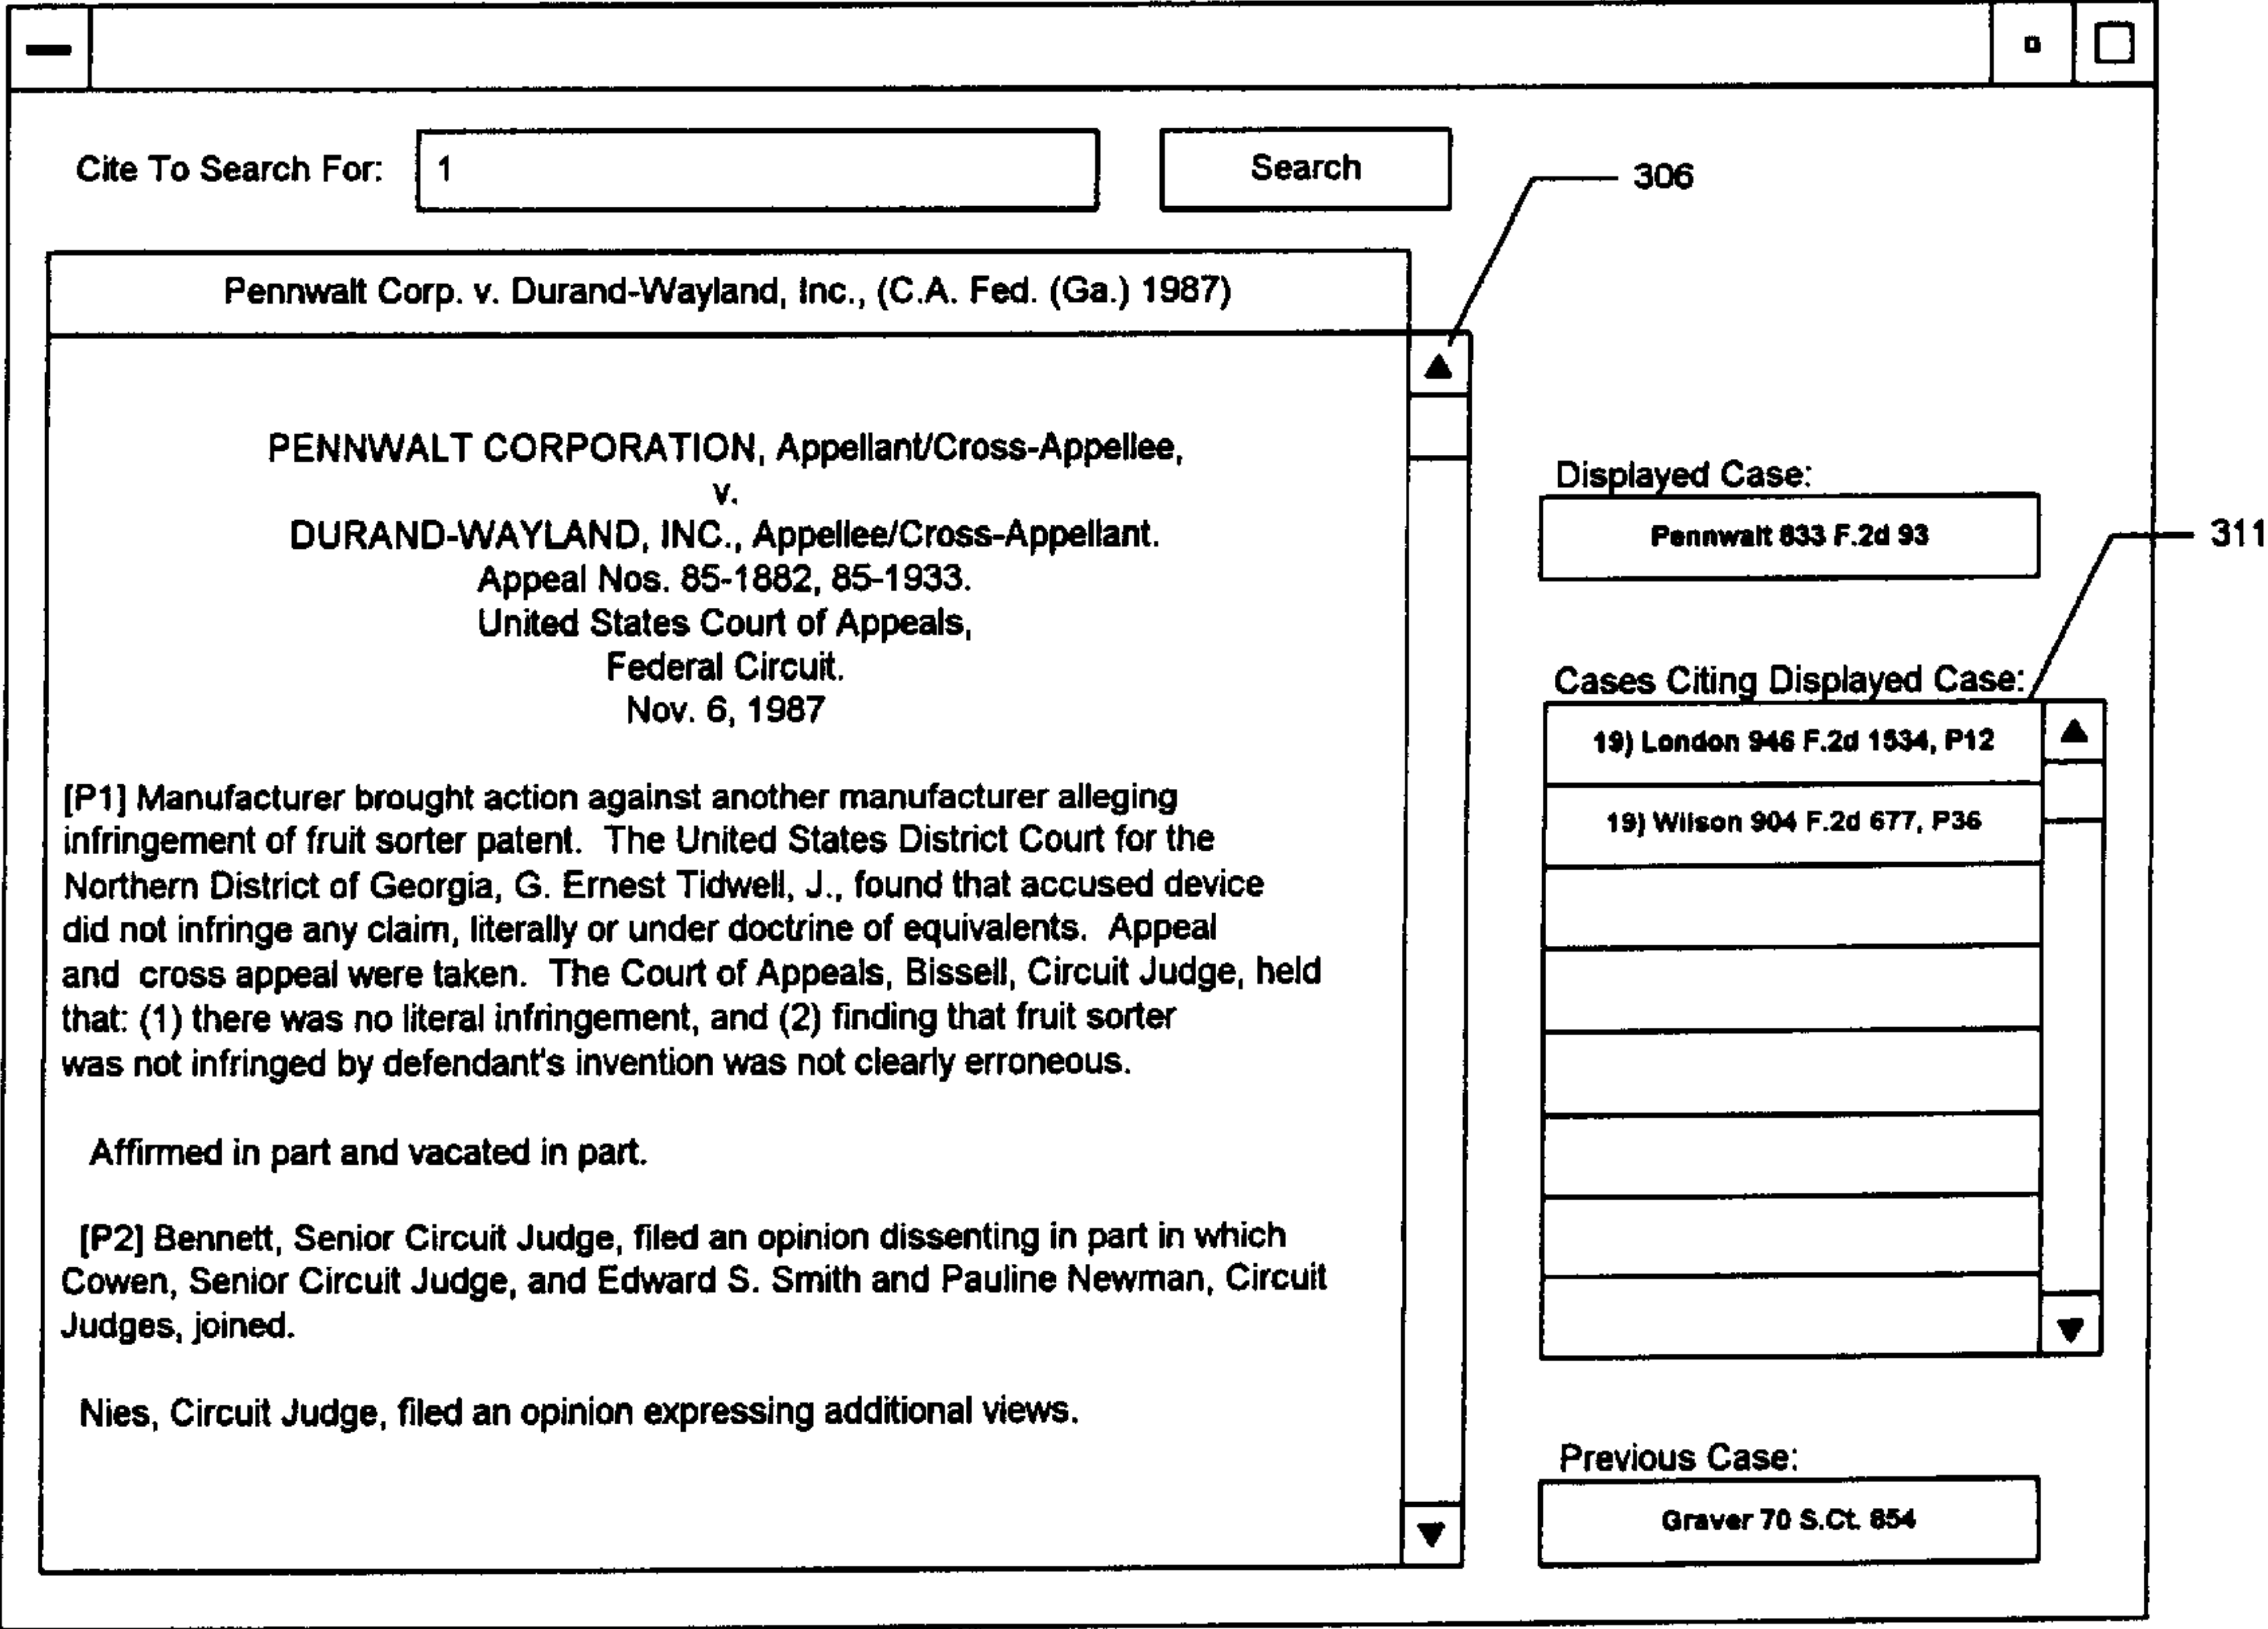 Cite To Search For: 1 Search
306
Pennwalt Corp. v. Durand-Wayland, Inc., (C.A. Fed. (Ga.) 1987)
PENNWALT CORPORATION, Appellant/Cross-Appellee,
v.
DURAND-WAYLAND, INC., Appellee/Cross-Appellant.
Appeal Nos. 85-1882, 85-1933.
United States Court of Appeals,
Federal Circuit.
Nov. 6, 1987
[P1] Manufacturer brought action against another manufacturer alleging
infringement of fruit sorter patent. The United States District Court for the
Northern District of Georgia, G. Ernest Tidwell, J., found that accused device
did not infringe any claim, literally or under doctrine of equivalents. Appeal
and cross appeal were taken. The Court of Appeals, Bissell, Circuit Judge, held
that: (1) there was no literal infringement, and (2) finding that fruit sorter
was not infringed by defendant's invention was not clearly erroneous.
Affirmed in part and vacated in part.
[P2] Bennett, Senior Circuit Judge, filed an opinion dissenting in part in which
Cowen, Senior Circuit Judge, and Edward S. Smith and Pauline Newman, Circuit
Judges, joined.
Nies, Circuit Judge, filed an opinion expressing additional views.
Displayed Case:
Pennwalt 833 F.2d 93
311
Cases Citing Displayed Case:
19) London 946 F.2d 1534, P12
19) Wilson 904 F.2d 677, P36
Previous Case:
Graver 70 S.Ct. 854